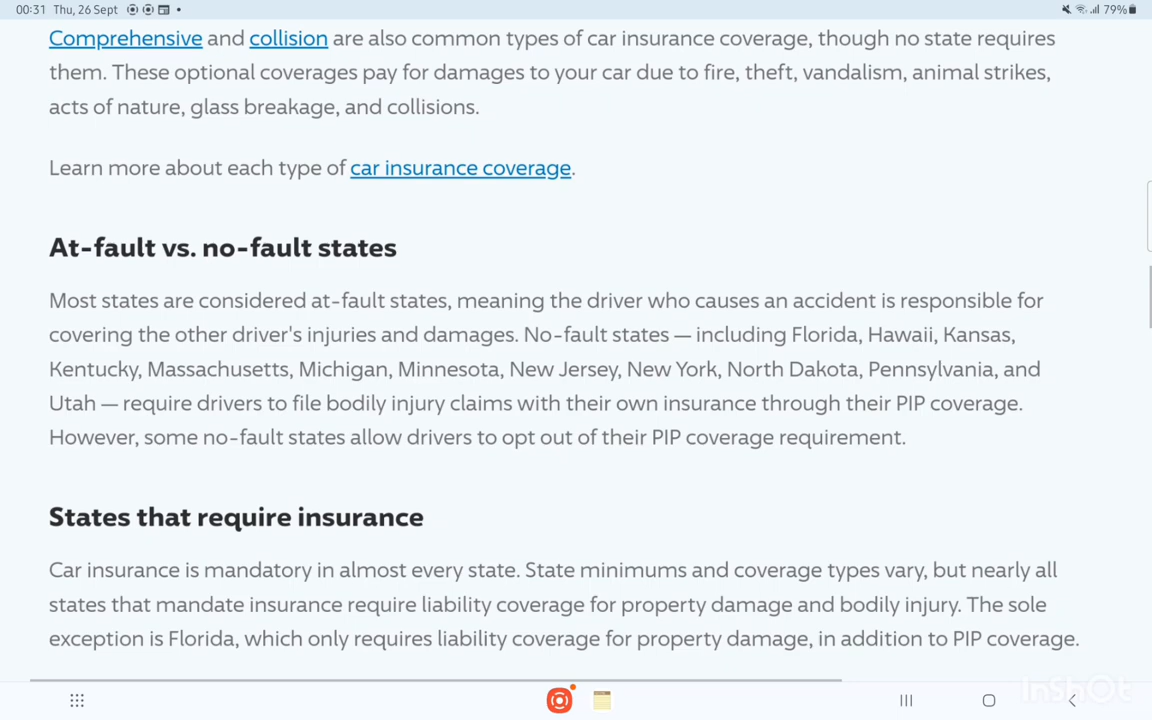 00:31 Thu, 26 Sept
79%
Comprehensive and collision are also common types of car insurance coverage, though no state requires
them. These optional coverages pay for damages to your car due to fire, theft, vandalism, animal strikes,
acts of nature, glass breakage, and collisions.
Learn more about each type of car insurance coverage.
At-fault vs. no-fault states
Most states are considered at-fault states, meaning the driver who causes an accident is responsible for
covering the other driver's injuries and damages. No-fault states — including Florida, Hawaii, Kansas,
Kentucky, Massachusetts, Michigan, Minnesota, New Jersey, New York, North Dakota, Pennsylvania, and
Utah — require drivers to file bodily injury claims with their own insurance through their PIP coverage.
However, some no-fault states allow drivers to opt out of their PIP coverage requirement.
States that require insurance
Car insurance is mandatory in almost every state. State minimums and coverage types vary, but nearly all
states that mandate insurance require liability coverage for property damage and bodily injury. The sole
exception is Florida, which only requires liability coverage for property damage, in addition to PIP coverage.
InShOt